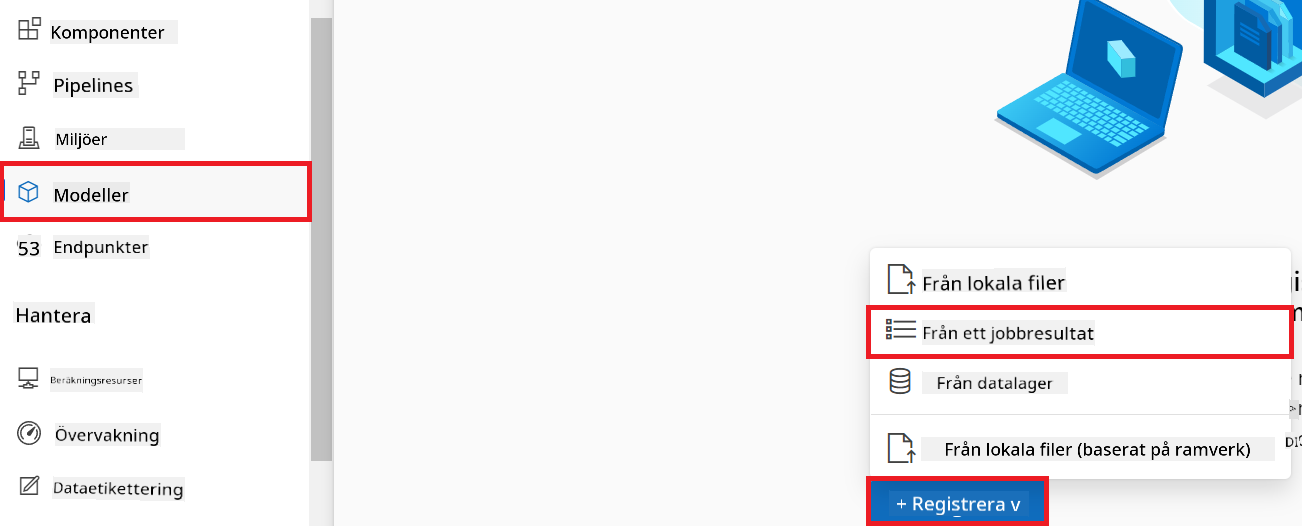 Komponenter
Pipelines
Miljöer
Modeller
53 Endpunkter
Hantera
Beräkningsresurser
Övervakning
Dataetikettering
Från lokala filer
Från ett jobbresultat
Från datalager
Från lokala filer (baserat på ramverk)
+ Registrera v